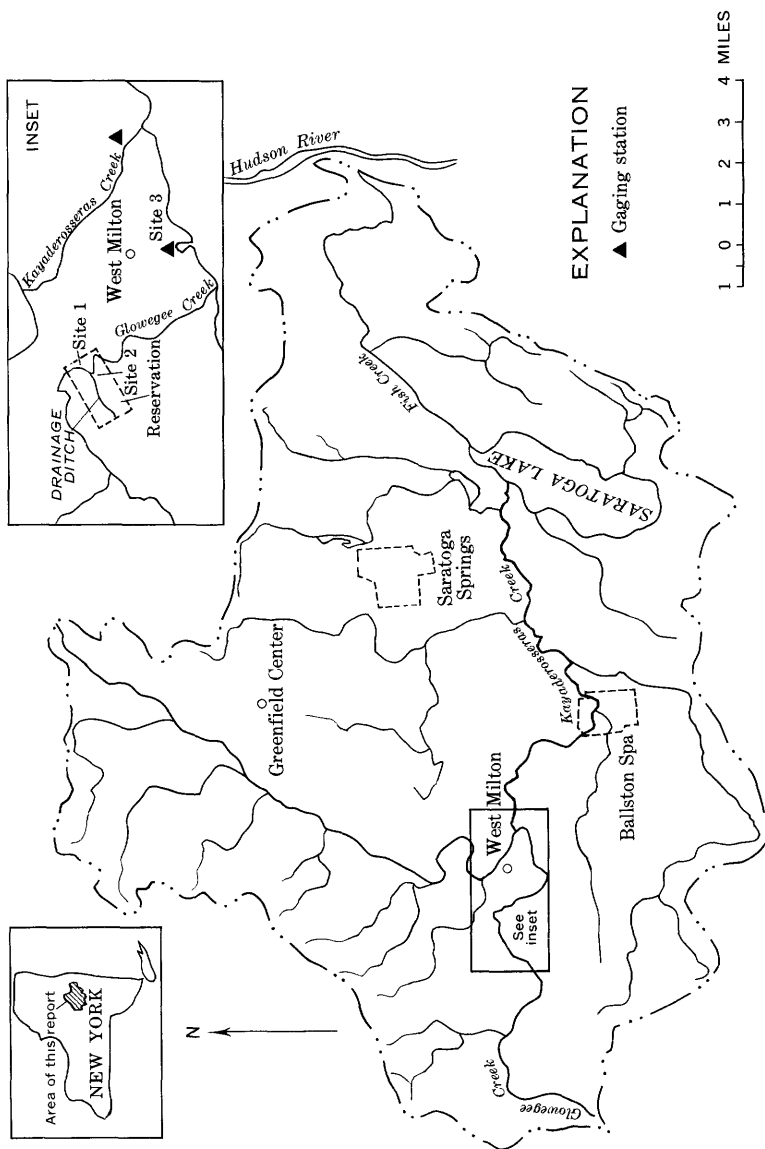 Area of this report
NEW YORK
N
INSET
Kayaderosseras Creek
West Milton
Site 3
Glowegee Creek
Site 1
Site 2
Reservation
DRAINAGE
DITCH
Hudson River
Greenfield Center
Saratoga
Springs
Fish Creek
SARATOGA LAKE
Kayaderosseras Creek
West Milton
See
inset
Ballston Spa
Glowegee Creek
EXPLANATION
▲ Gaging station
1 0 1 2 3 4 MILES